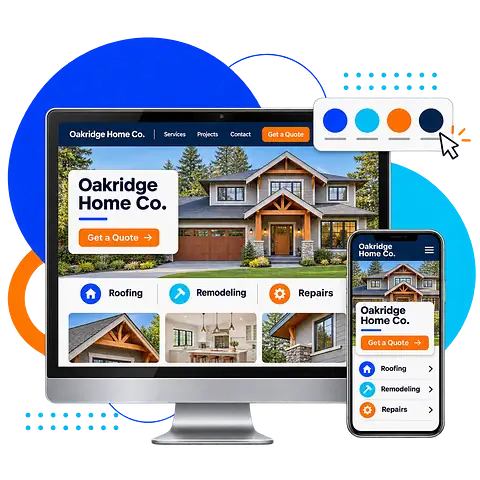 Oakridge Home Co.
Services
Projects
Contact
Get a Quote
Oakridge
Home Co.
Get a Quote →
Roofing
Remodeling
Repairs
Oakridge
Home Co.
Oakridge
Home Co.
Get a Quote →
Roofing
Remodeling
Repairs